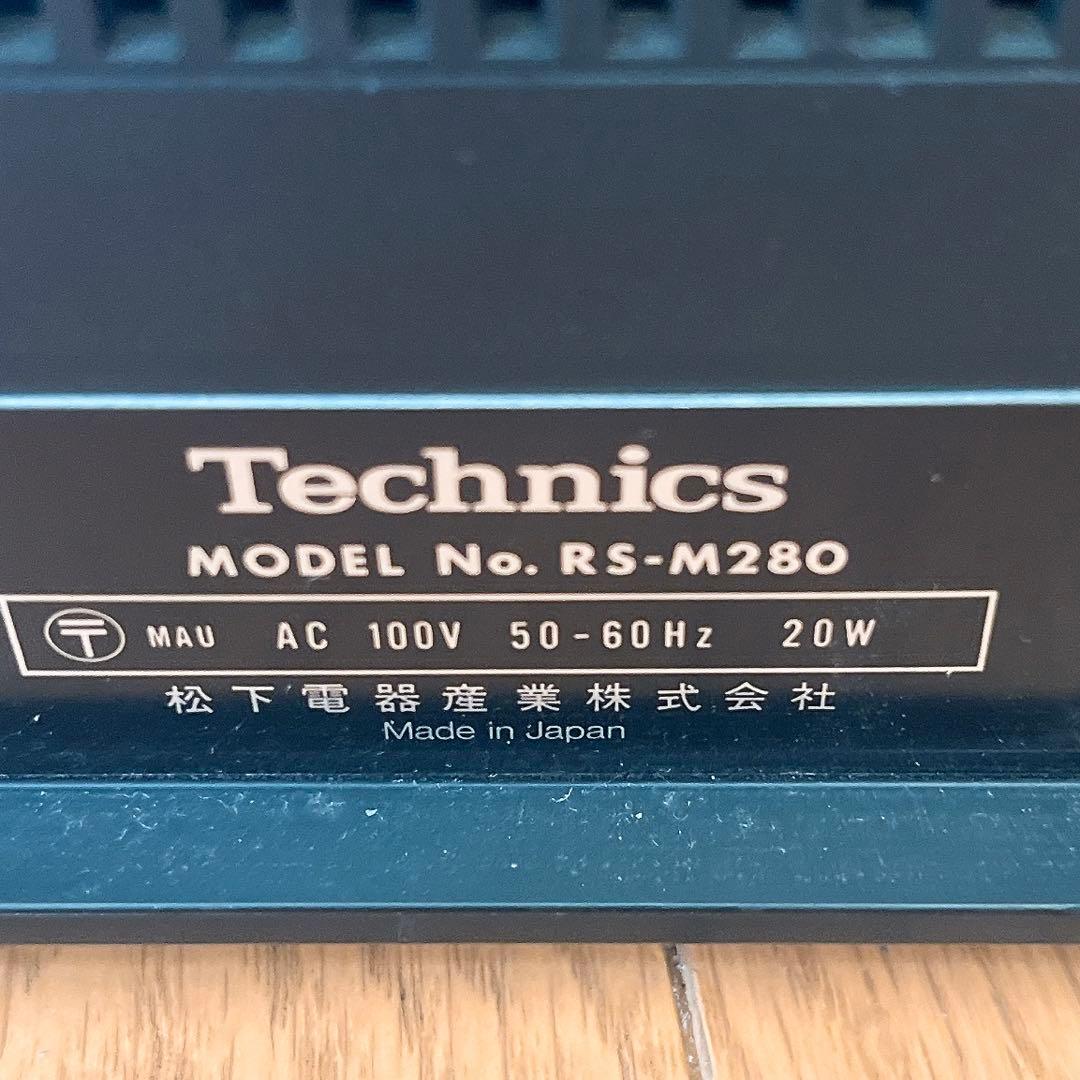 Technics
MODEL No. RS-M280
〒 MAU AC 100V 50-60Hz 20W
松下電器産業株式会社
Made in Japan